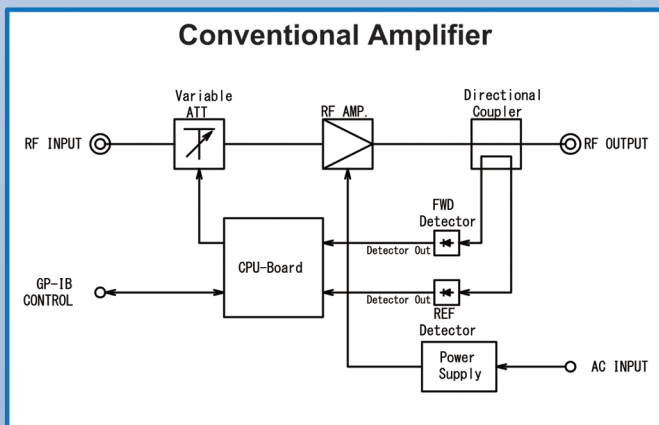 Conventional Amplifier
Variable
ATT
RF AMP.
Directional
Coupler
RF INPUT
RF OUTPUT
FWD
Detector
Detector Out
CPU-Board
GP-IB
CONTROL
Detector Out
REF
Detector
Power
Supply
AC INPUT